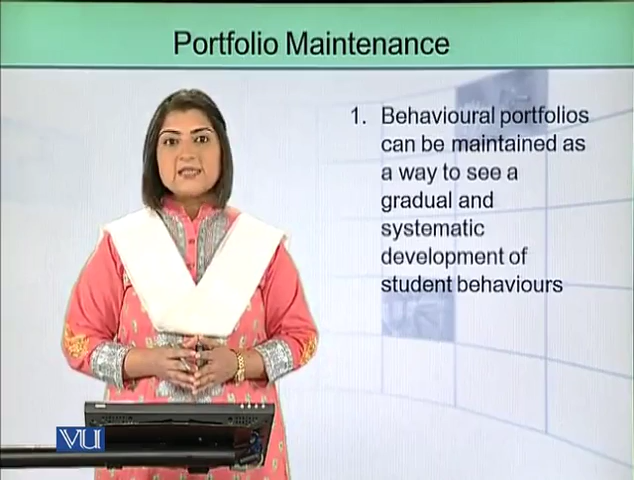 Portfolio Maintenance
1. Behavioural portfolios
can be maintained as
a way to see a
gradual and
systematic
development of
student behaviours
VU